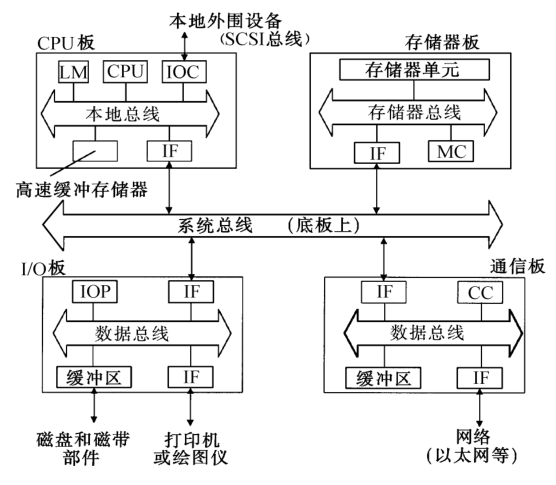 本地外围设备
(SCSI总线)
CPU板
LM
CPU
IOC
本地总线
IF
高速缓冲存储器
存储器板
存储器单元
存储器总线
IF
MC
系统总线 (底板上)
I/O板
IOP
IF
数据总线
缓冲区
IF
磁盘和磁带
部件
打印机
或绘图仪
通信板
IF
CC
数据总线
缓冲区
IF
网络
(以太网等)